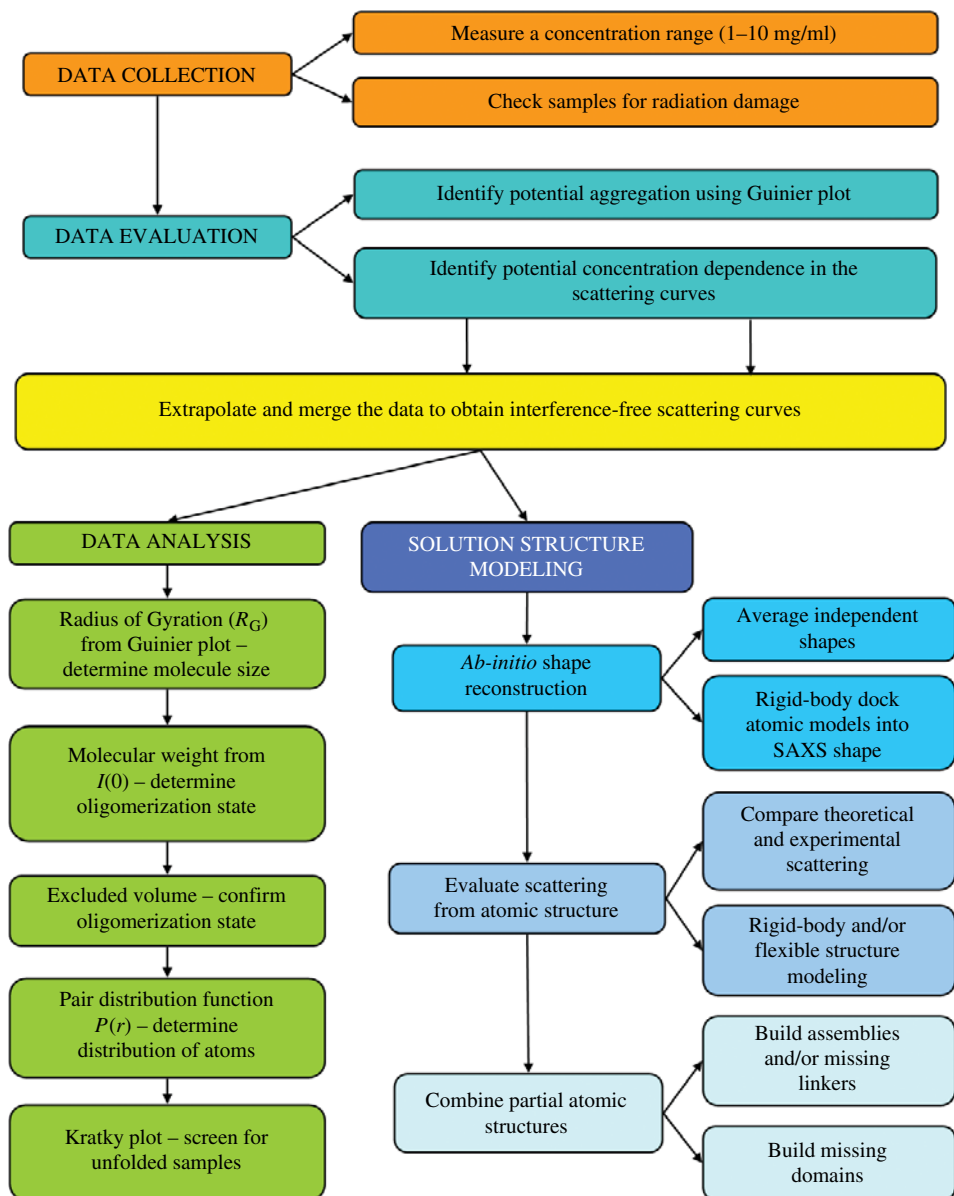 Measure a concentration range (1–10 mg/ml)
DATA COLLECTION
Check samples for radiation damage
Identify potential aggregation using Guinier plot
DATA EVALUATION
Identify potential concentration dependence in the
scattering curves
Extrapolate and merge the data to obtain interference-free scattering curves
DATA ANALYSIS
Radius of Gyration (RG)
from Guinier plot –
determine molecule size
Molecular weight from
I(0) – determine
oligomerization state
Excluded volume – confirm
oligomerization state
Pair distribution function
P(r) – determine
distribution of atoms
Kratky plot – screen for
unfolded samples
SOLUTION STRUCTURE
MODELING
Ab-initio shape
reconstruction
Average independent
shapes
Rigid-body dock
atomic models into
SAXS shape
Evaluate scattering
from atomic structure
Compare theoretical
and experimental
scattering
Rigid-body and/or
flexible structure
modeling
Combine partial atomic
structures
Build assemblies
and/or missing
linkers
Build missing
domains